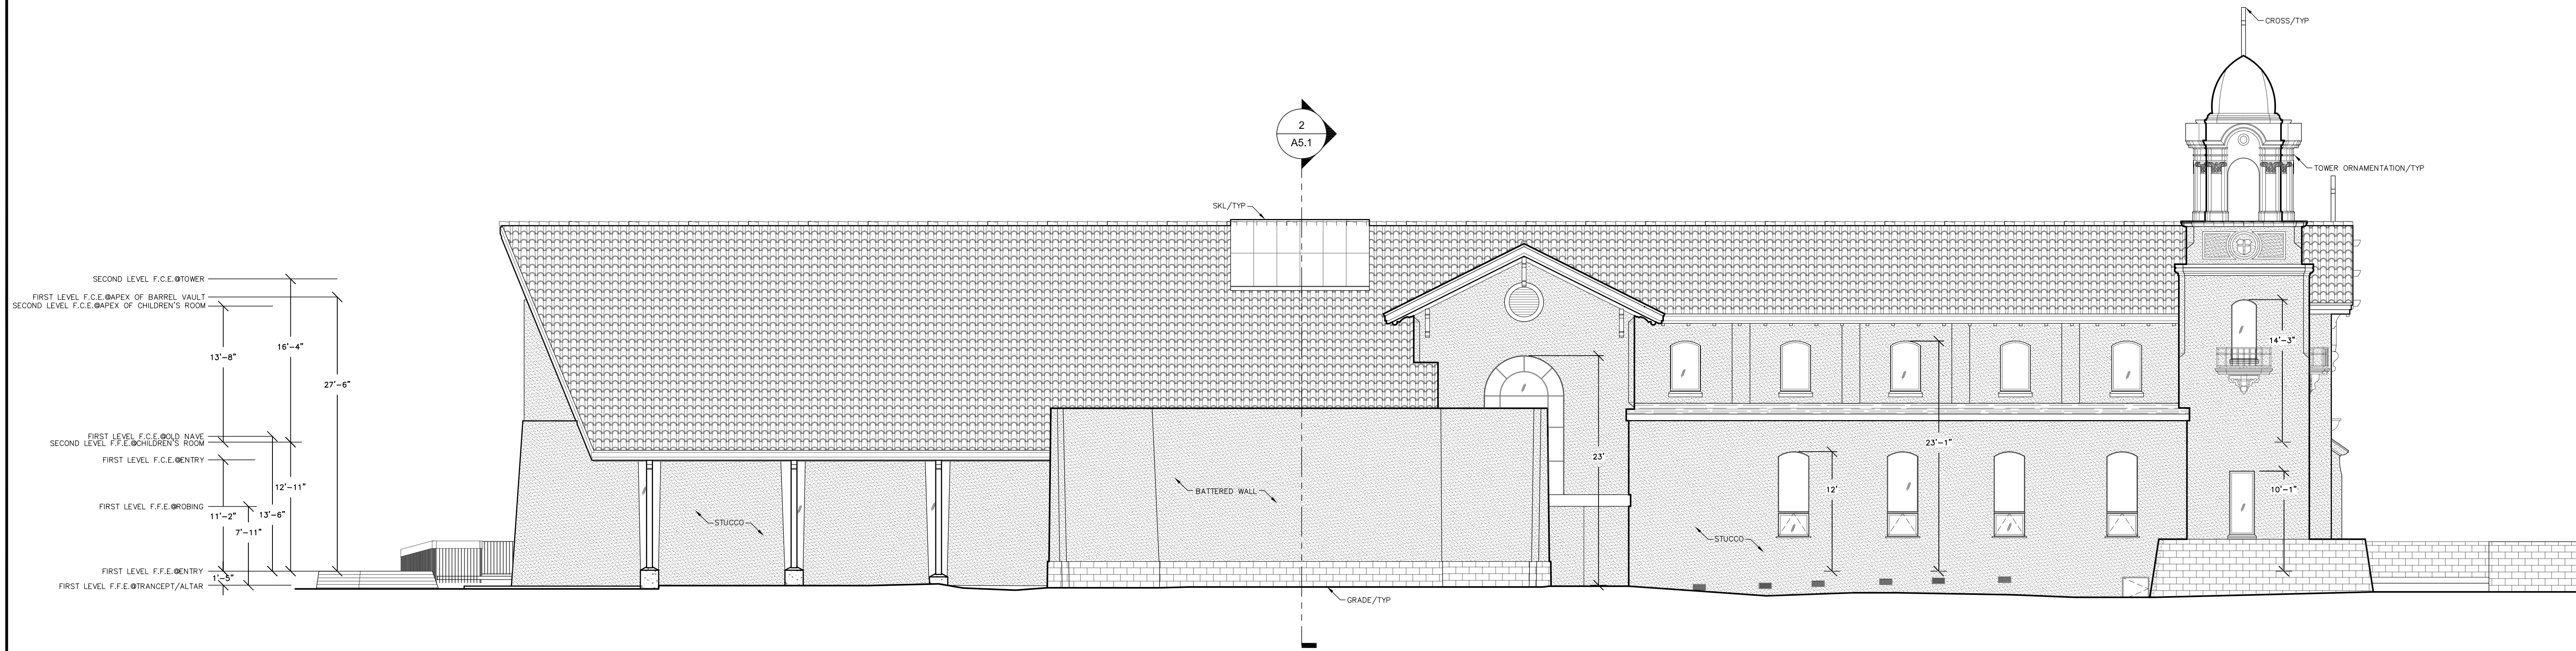 CROSS/TYP
2
A5.1
TOWER ORNAMENTATION/TYP
SKL/TYP
SECOND LEVEL F.C.E.@TOWER
FIRST LEVEL F.C.E.@APEX OF BARREL VAULT
SECOND LEVEL F.C.E.@APEX OF CHILDREN'S ROOM
16'-4"
13'-8"
27'-6"
14'-3"
FIRST LEVEL F.C.E.@OLD NAVE
SECOND LEVEL F.F.E.@CHILDREN'S ROOM
FIRST LEVEL F.C.E.@ENTRY
23'-1"
23'
12'-11"
BATTERED WALL
12'
10'-1"
FIRST LEVEL F.F.E.@ROBING
11'-2"
13'-6"
7'-11"
STUCCO
STUCCO
FIRST LEVEL F.F.E.@ENTRY
1'-5"
FIRST LEVEL F.F.E.@TRANCEPT/ALTAR
GRADE/TYP